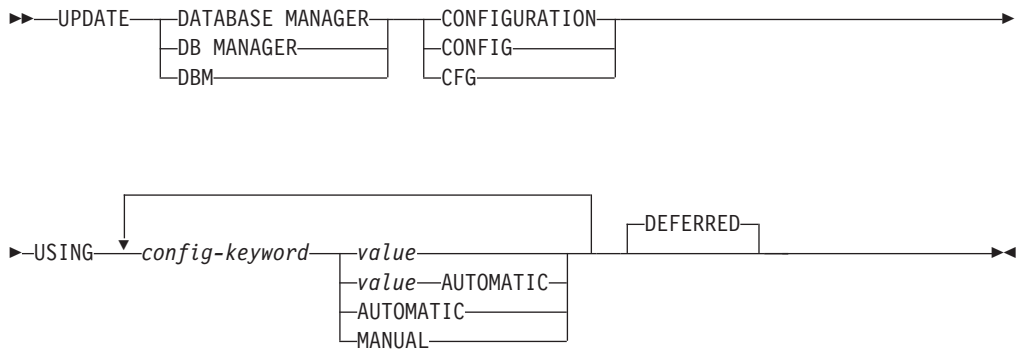 UPDATE DATABASE MANAGER CONFIGURATION
DB MANAGER CONFIG
DBM CFG
DEFERRED
USING config-keyword value
value AUTOMATIC
AUTOMATIC
MANUAL